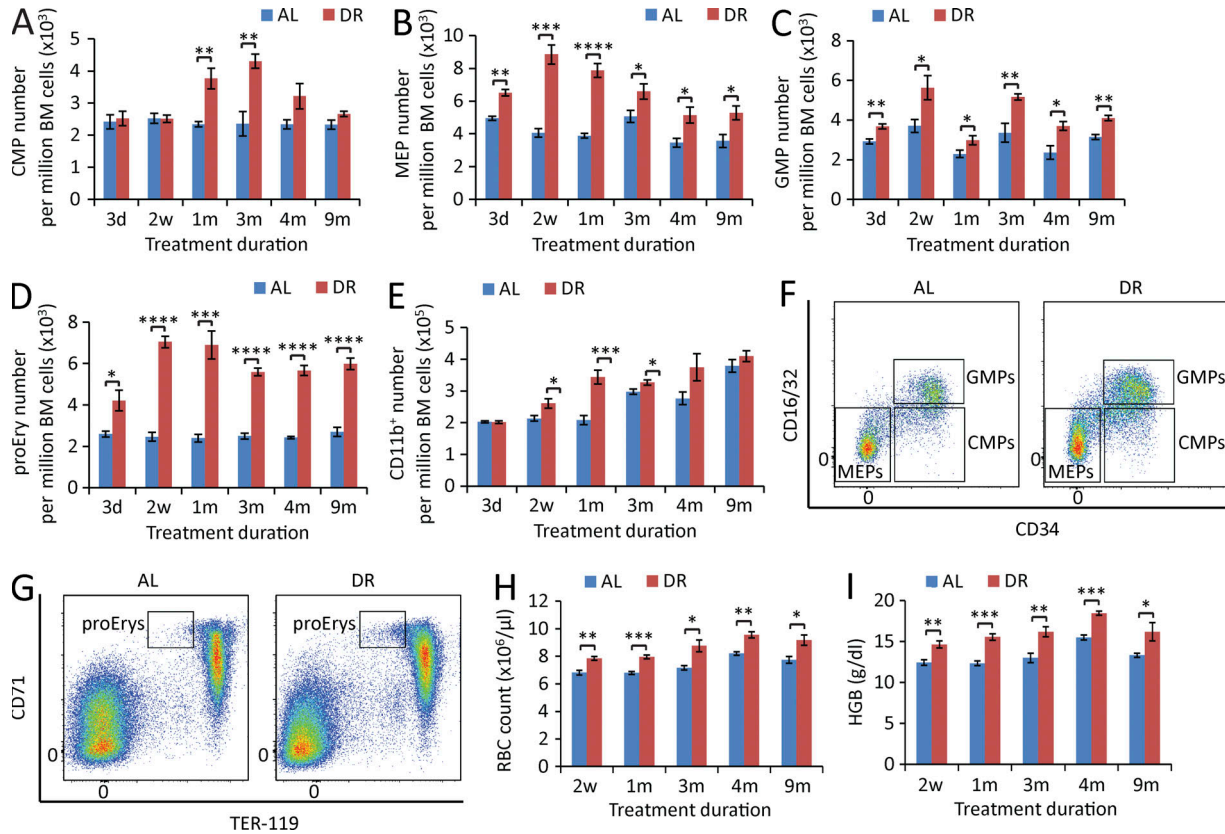 A
AL DR
CMP number
per million BM cells (x10³)
5
4
3
2
1
0
** **
3d 2w 1m 3m 4m 9m
Treatment duration
B
AL DR
MEP number
per million BM cells (x10³)
10
8
6
4
2
0
** *** **** * * *
3d 2w 1m 3m 4m 9m
Treatment duration
C
AL DR
GMP number
per million BM cells (x10³)
8
6
4
2
0
** * * ** * **
3d 2w 1m 3m 4m 9m
Treatment duration
D
AL DR
proEry number
per million BM cells (x10³)
8
6
4
2
0
* **** *** **** **** ****
3d 2w 1m 3m 4m 9m
Treatment duration
E
AL DR
CD11b⁺ number
per million BM cells (x10⁵)
5
4
3
2
1
0
* *** *
3d 2w 1m 3m 4m 9m
Treatment duration
F
AL DR
CD16/32
GMPs GMPs
CMPs CMPs
MEPs MEPs
0 0
0 0
CD34
G
AL DR
CD71
proErys proErys
0 0
0 0
TER-119
H
AL DR
RBC count (x10⁶/µl)
12
10
8
6
4
2
0
** *** * ** *
2w 1m 3m 4m 9m
Treatment duration
I
AL DR
HGB (g/dl)
20
15
10
5
0
** *** ** *** *
2w 1m 3m 4m 9m
Treatment duration